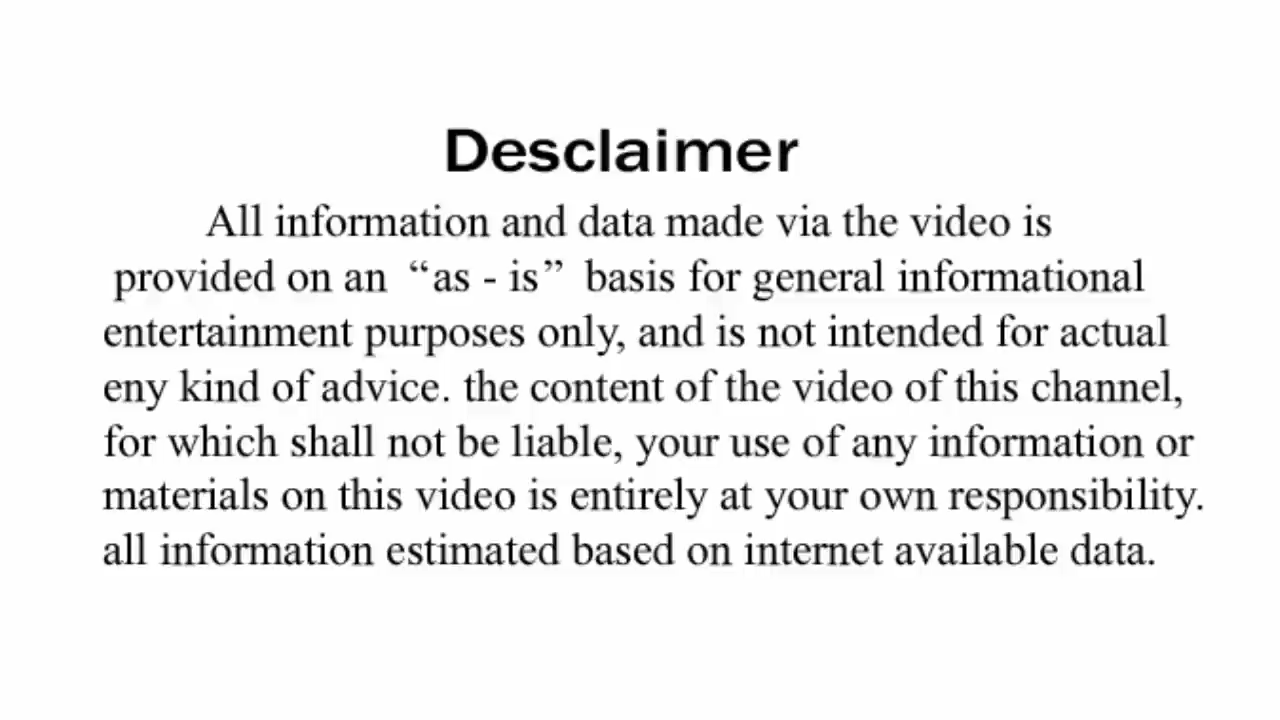 Desclaimer
All information and data made via the video is
provided on an “as - is” basis for general informational
entertainment purposes only, and is not intended for actual
eny kind of advice. the content of the video of this channel,
for which shall not be liable, your use of any information or
materials on this video is entirely at your own responsibility.
all information estimated based on internet available data.